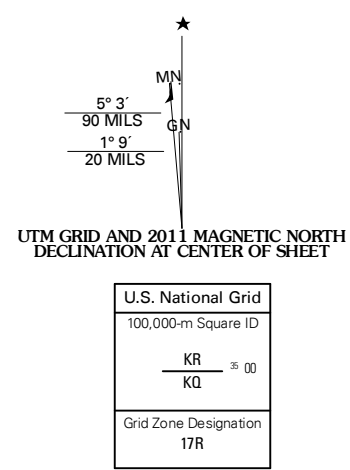 MN
5° 3´
90 MILS
GN
1° 9´
20 MILS
UTM GRID AND 2011 MAGNETIC NORTH
DECLINATION AT CENTER OF SHEET
U.S. National Grid
100,000-m Square ID
KR
35 00
KQ
Grid Zone Designation
17R